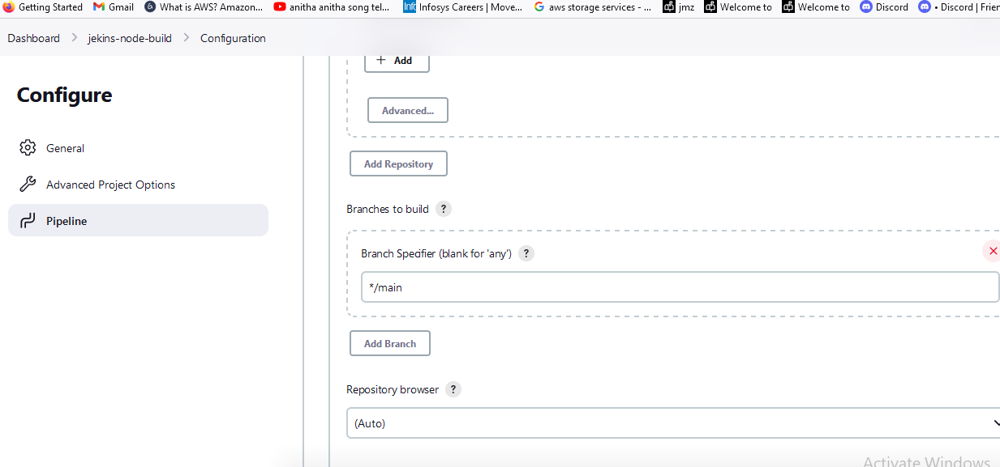 Getting Started Gmail What is AWS? Amazon... anitha anitha song tel... Infosys Careers | Move... aws storage services - ... jmz Welcome to Welcome to Discord • Discord | Frien
Dashboard jekins-node-build Configuration
+ Add
Configure
Advanced...
General
Add Repository
Advanced Project Options
Branches to build ?
Pipeline
Branch Specifier (blank for 'any') ?
*/main
Add Branch
Repository browser ?
(Auto)
Activate Windows